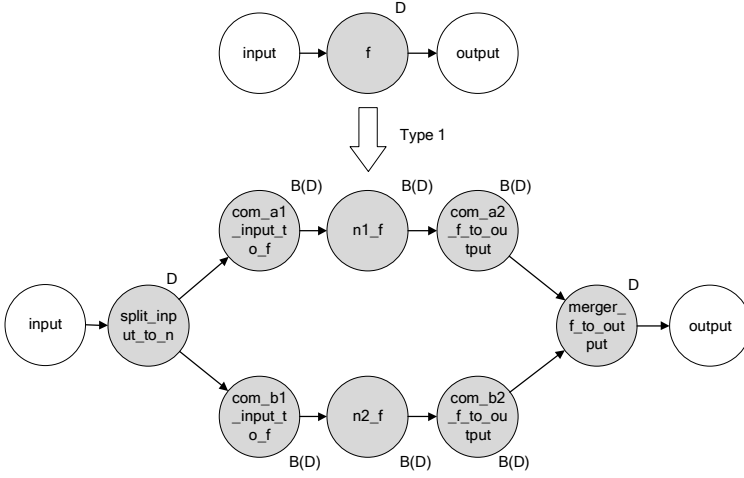 D
input
f
output
Type 1
B(D)
B(D)
B(D)
com_a1
_input_t
o_f
n1_f
com_a2
_f_to_ou
tput
D
D
input
split_inp
ut_to_n
merger_
f_to_out
put
output
com_b1
_input_t
o_f
n2_f
com_b2
_f_to_ou
tput
B(D)
B(D)
B(D)